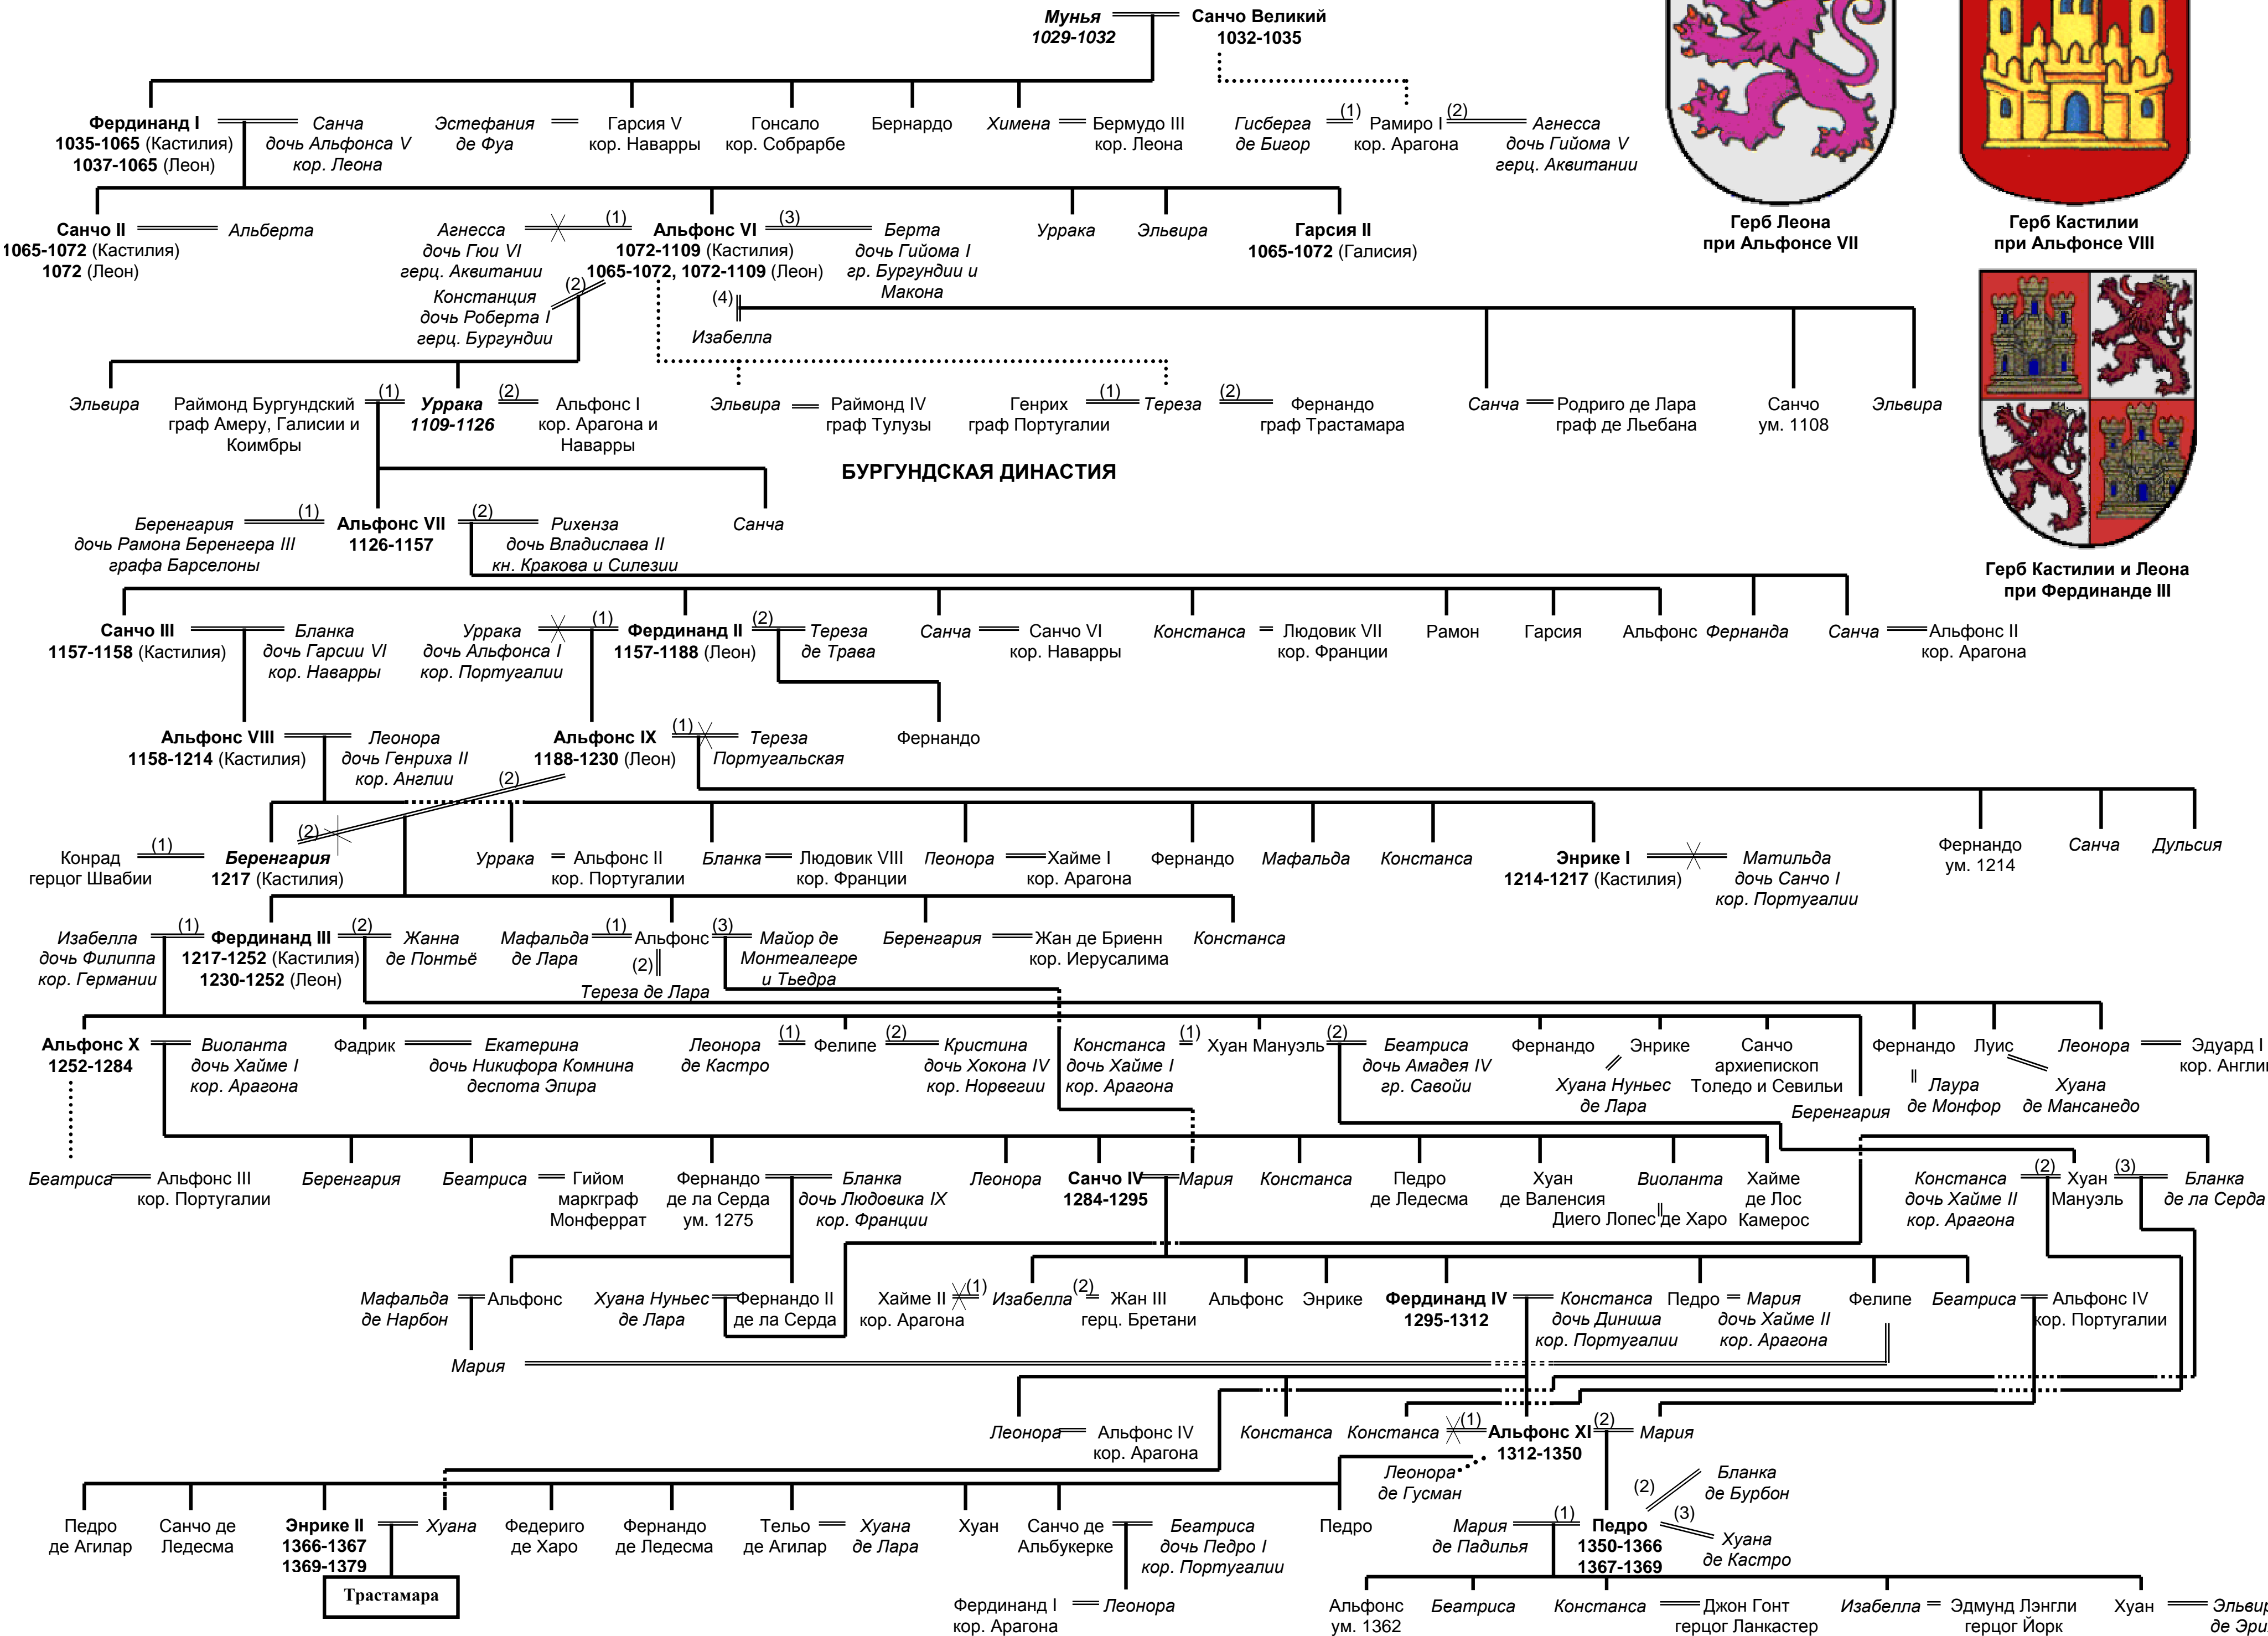 Мунья
1029-1032
Санчо Великий
1032-1035
Фердинанд I
1035-1065 (Кастилия)
1037-1065 (Леон)
Санча
дочь Альфонса V
кор. Леона
Эстефания
де Фуа
Гарсия V
кор. Наварры
Гонсало
кор. Собрарбе
Бернардо
Химена
Бермудо III
кор. Леона
Гисберга
де Бигор
(1)
Рамиро I
кор. Арагона
(2)
Агнесса
дочь Гийома V
герц. Аквитании
Герб Леона
при Альфонсе VII
Герб Кастилии
при Альфонсе VIII
Санчо II
1065-1072 (Кастилия)
1072 (Леон)
Альберта
Агнесса
дочь Гюи VI
герц. Аквитании
(1)
Альфонс VI
1072-1109 (Кастилия)
1065-1072, 1072-1109 (Леон)
(3)
Берта
дочь Гийома I
гр. Бургундии и
Макона
Уррака
Эльвира
Гарсия II
1065-1072 (Галисия)
(2)
Констанция
дочь Роберта I
герц. Бургундии
(4)
Изабелла
Эльвира
Раймонд Бургундский
граф Амеру, Галисии и
Коимбры
(1)
Уррака
1109-1126
(2)
Альфонс I
кор. Арагона и
Наварры
Эльвира
Раймонд IV
граф Тулузы
Генрих
граф Португалии
(1)
Тереза
(2)
Фернандо
граф Трастамара
Санча
Родриго де Лара
граф де Льебана
Санчо
ум. 1108
Эльвира
БУРГУНДСКАЯ ДИНАСТИЯ
Беренгария
дочь Рамона Беренгера III
графа Барселоны
(1)
Альфонс VII
1126-1157
(2)
Рихенза
дочь Владислава II
кн. Кракова и Силезии
Санча
Герб Кастилии и Леона
при Фердинанде III
Санчо III
1157-1158 (Кастилия)
Бланка
дочь Гарсии VI
кор. Наварры
Уррака
дочь Альфонса I
кор. Португалии
(1)
Фердинанд II
1157-1188 (Леон)
(2)
Тереза
де Трава
Санча
Санчо VI
кор. Наварры
Констанса
Людовик VII
кор. Франции
Рамон
Гарсия
Альфонс
Фернанда
Санча
Альфонс II
кор. Арагона
Альфонс VIII
1158-1214 (Кастилия)
Леонора
дочь Генриха II
кор. Англии
Альфонс IX
1188-1230 (Леон)
(1)
Тереза
Португальская
Фернандо
(2)
(2)
Конрад
герцог Швабии
(1)
Беренгария
1217 (Кастилия)
Уррака
Альфонс II
кор. Португалии
Бланка
Людовик VIII
кор. Франции
Леонора
Хайме I
кор. Арагона
Фернандо
Мафальда
Констанса
Энрике I
1214-1217 (Кастилия)
Матильда
дочь Санчо I
кор. Португалии
Фернандо
ум. 1214
Санча
Дульсия
Изабелла
дочь Филиппа
кор. Германии
(1)
Фердинанд III
1217-1252 (Кастилия)
1230-1252 (Леон)
(2)
Жанна
де Понтьё
Мафальда
де Лара
(1)
Альфонс
(2)
Тереза де Лара
(3)
Майор де
Монтеалегре
и Тьедра
Беренгария
Жан де Бриенн
кор. Иерусалима
Констанса
Альфонс X
1252-1284
Виоланта
дочь Хайме I
кор. Арагона
Фадрик
Екатерина
дочь Никифора Комнина
деспота Эпира
Леонора
де Кастро
(1)
Фелипе
(2)
Кристина
дочь Хокона IV
кор. Норвегии
Констанса
дочь Хайме I
кор. Арагона
(1)
Хуан Мануэль
(2)
Беатриса
дочь Амадея IV
гр. Савойи
Фернандо
Энрике
Хуана Нуньес
де Лара
Санчо
архиепископ
Толедо и Севильи
Беренгария
Фернандо
Лаура
де Монфор
Луис
Хуана
де Мансанедо
Леонора
Эдуард I
кор. Англии
Беатриса
Альфонс III
кор. Португалии
Беренгария
Беатриса
Гийом
маркграф
Монферрат
Фернандо
де ла Серда
ум. 1275
Бланка
дочь Людовика IX
кор. Франции
Леонора
Санчо IV
1284-1295
Мария
Констанса
Педро
де Ледесма
Хуан
де Валенсия
Виоланта
Диего Лопес де Харо
Хайме
де Лос
Камерос
Констанса
дочь Хайме II
кор. Арагона
(2)
Хуан
Мануэль
(3)
Бланка
де ла Серда
Мафальда
де Нарбон
Альфонс
Хуана Нуньес
де Лара
Фернандо II
де ла Серда
Хайме II
кор. Арагона
(1)
Изабелла
(2)
Жан III
герц. Бретани
Альфонс
Энрике
Фердинанд IV
1295-1312
Констанса
дочь Диниша
кор. Португалии
Педро
Мария
дочь Хайме II
кор. Арагона
Фелипе
Беатриса
Альфонс IV
кор. Португалии
Мария
Леонора
Альфонс IV
кор. Арагона
Констанса
Констанса
(1)
Альфонс XI
1312-1350
(2)
Мария
Леонора
де Гусман
(2)
Бланка
де Бурбон
Педро
де Агилар
Санчо де
Ледесма
Энрике II
1366-1367
1369-1379
Хуана
Федериго
де Харо
Фернандо
де Ледесма
Тельо
де Агилар
Хуана
де Лара
Хуан
Санчо де
Альбукерке
Беатриса
дочь Педро I
кор. Португалии
Педро
Мария
де Падилья
(1)
Педро
1350-1366
1367-1369
(3)
Хуана
де Кастро
Трастамара
Фердинанд I
кор. Арагона
Леонора
Альфонс
ум. 1362
Беатриса
Констанса
Джон Гонт
герцог Ланкастер
Изабелла
Эдмунд Лэнгли
герцог Йорк
Хуан